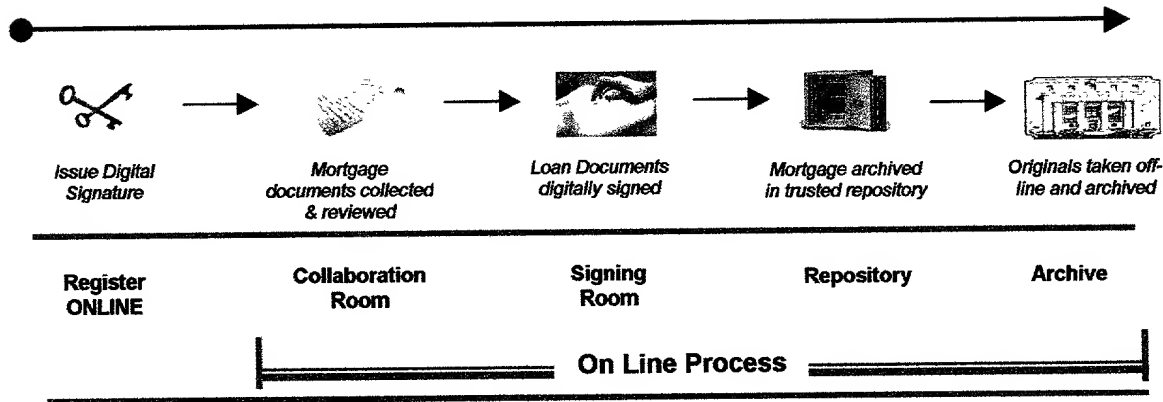 Issue Digital
Signature
Mortgage
documents collected
& reviewed
Loan Documents
digitally signed
Mortgage archived
in trusted repository
Originals taken off-
line and archived
Register
ONLINE
Collaboration
Room
Signing
Room
Repository
Archive
On Line Process